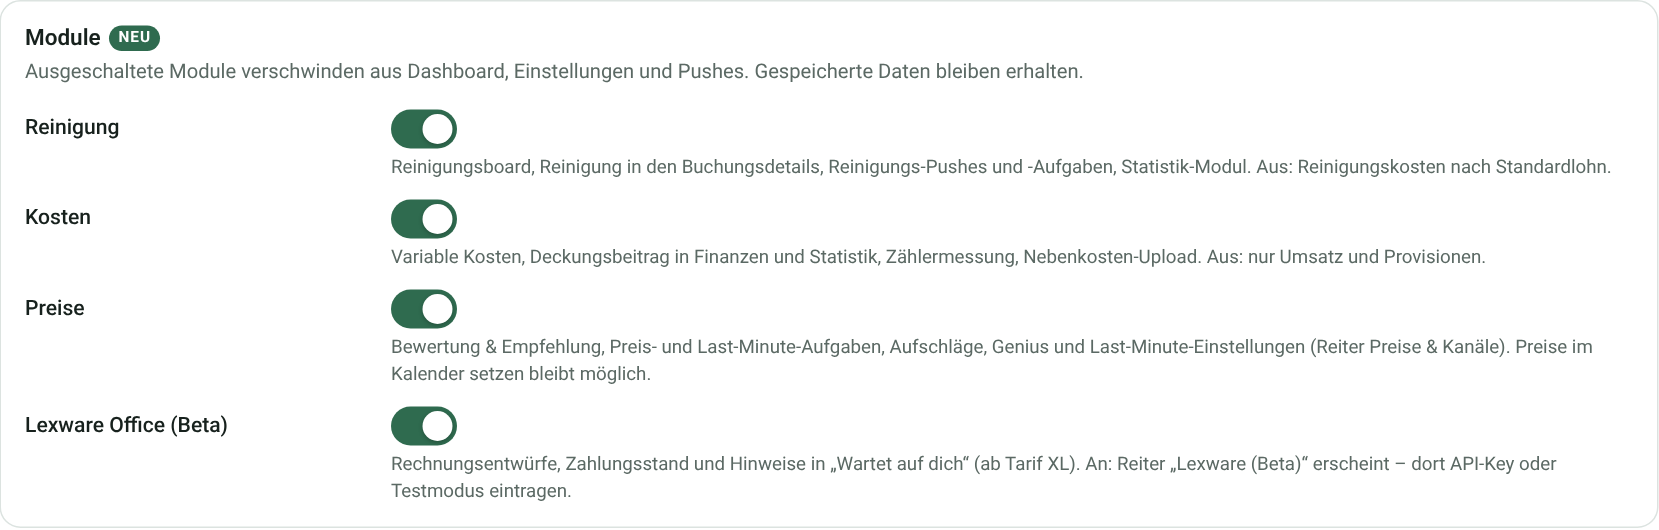 Module NEU
Ausgeschaltete Module verschwinden aus Dashboard, Einstellungen und Pushes. Gespeicherte Daten bleiben erhalten.
Reinigung
Reinigungsboard, Reinigung in den Buchungsdetails, Reinigungs-Pushes und -Aufgaben, Statistik-Modul. Aus: Reinigungskosten nach Standardlohn.
Kosten
Variable Kosten, Deckungsbeitrag in Finanzen und Statistik, Zählermessung, Nebenkosten-Upload. Aus: nur Umsatz und Provisionen.
Preise
Bewertung & Empfehlung, Preis- und Last-Minute-Aufgaben, Aufschläge, Genius und Last-Minute-Einstellungen (Reiter Preise & Kanäle). Preise im
Kalender setzen bleibt möglich.
Lexware Office (Beta)
Rechnungsentwürfe, Zahlungsstand und Hinweise in „Wartet auf dich“ (ab Tarif XL). An: Reiter „Lexware (Beta)“ erscheint – dort API-Key oder
Testmodus eintragen.